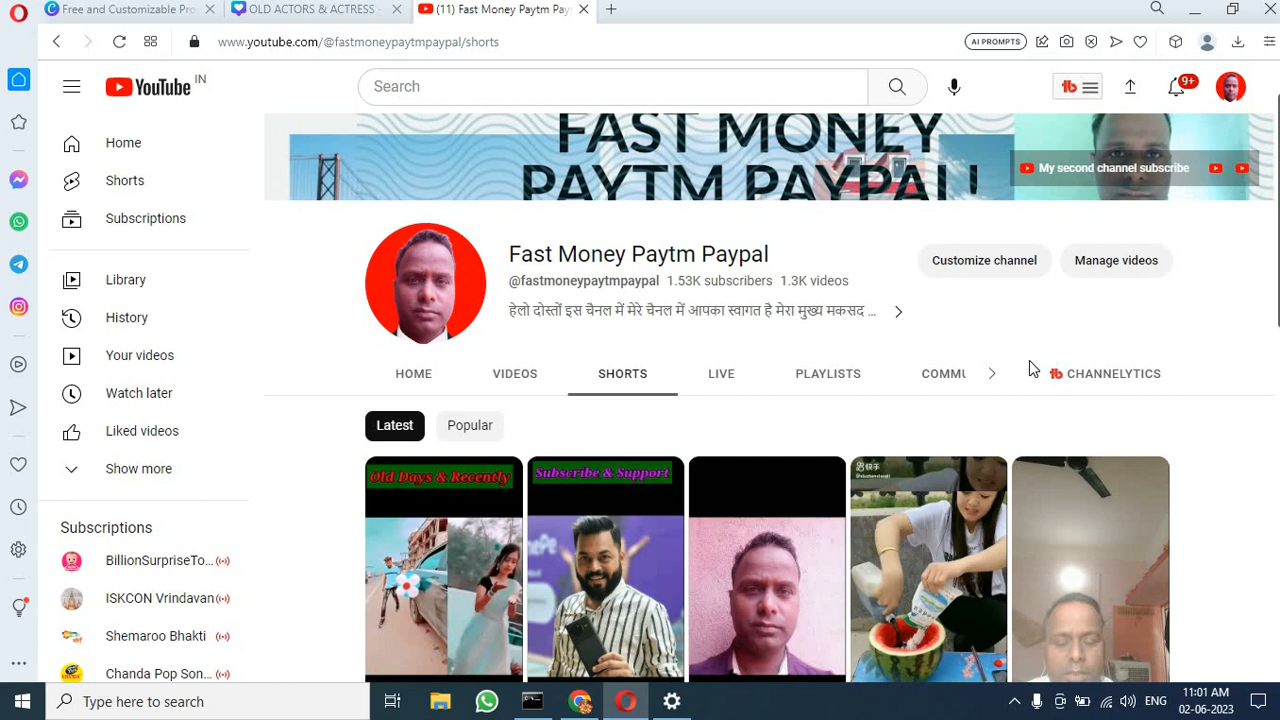 Free and Customizable Pro
OLD ACTORS & ACTRESS -
(11) Fast Money Paytm Pay
www.youtube.com/@fastmoneypaytmpaypal/shorts
AI PROMPTS
YouTube IN
Search
tb
9+
FAST MONEY
PAYTM PAYPAL
My second channel subscribe
Home
Shorts
Subscriptions
Library
History
Your videos
Watch later
Liked videos
Show more
Subscriptions
BillionSurpriseTo...
ISKCON Vrindavan
Shemaroo Bhakti
Chanda Pop Son...
Fast Money Paytm Paypal
@fastmoneypaytmpaypal 1.53K subscribers 1.3K videos
हेलो दोस्तों इस चैनल में मेरे चैनल में आपका स्वागत है मेरा मुख्य मकसद ...
Customize channel
Manage videos
HOME VIDEOS SHORTS LIVE PLAYLISTS COMMU
tb CHANNELYTICS
Latest
Popular
Old Days & Recently
Subscribe & Support
快手
Type here to search
ENG
11:01 AM
02-06-2023